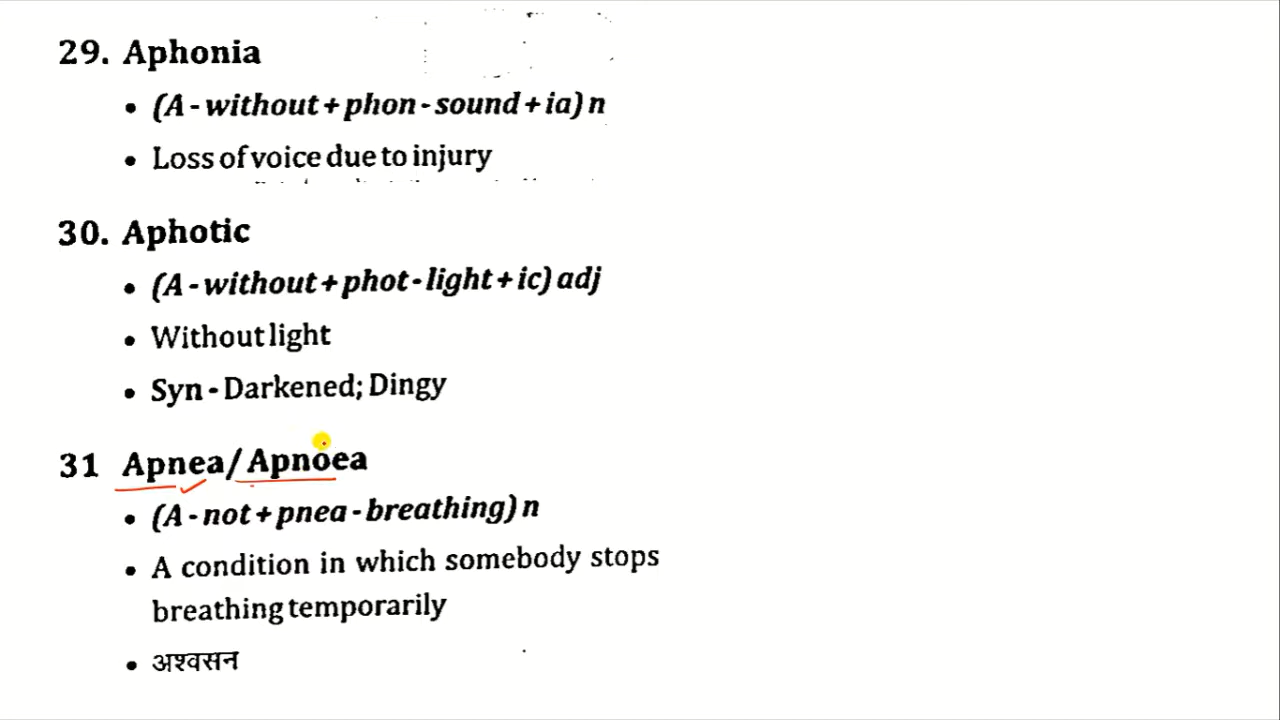 29. Aphonia
• (A - without + phon - sound + ia) n
• Loss of voice due to injury
30. Aphotic
• (A - without + phot - light + ic) adj
• Without light
• Syn - Darkened; Dingy
31 Apnea/Apnoea
• (A - not + pnea - breathing) n
• A condition in which somebody stops
breathing temporarily
• अश्वसन